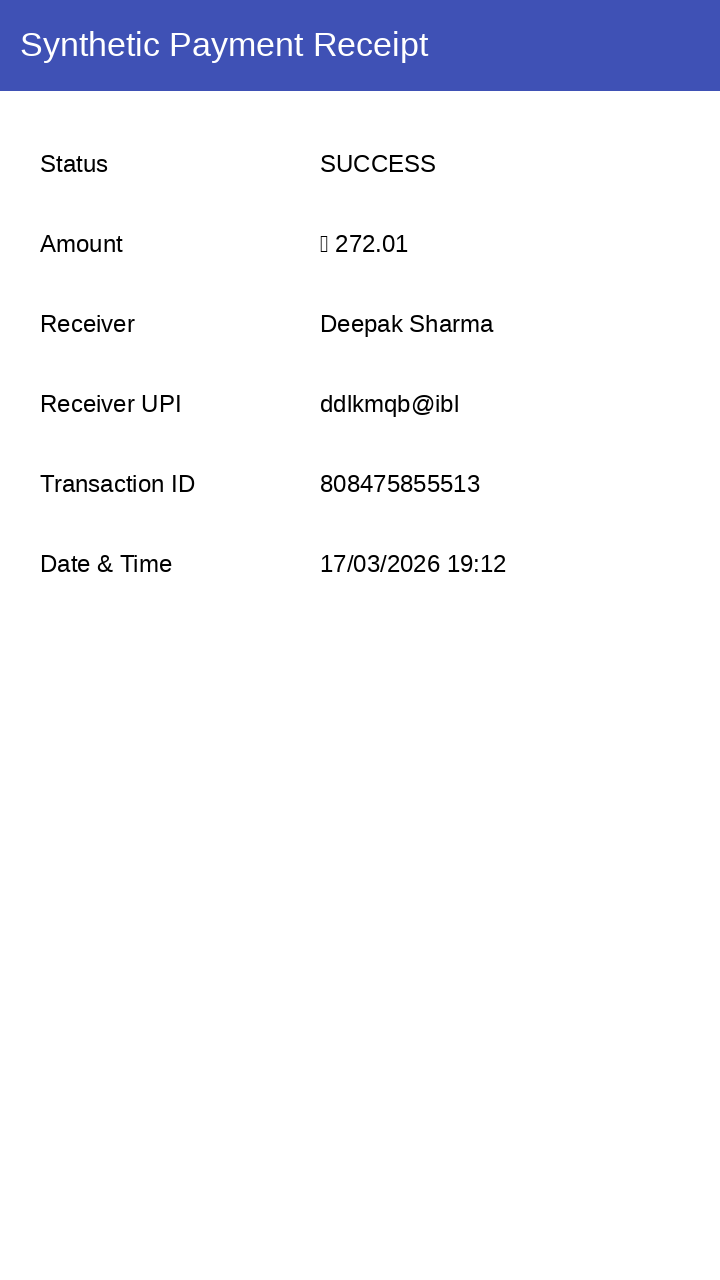 Synthetic Payment Receipt
Status SUCCESS
Amount 272.01
Receiver Deepak Sharma
Receiver UPI ddlkmqb@ibl
Transaction ID 808475855513
Date & Time 17/03/2026 19:12